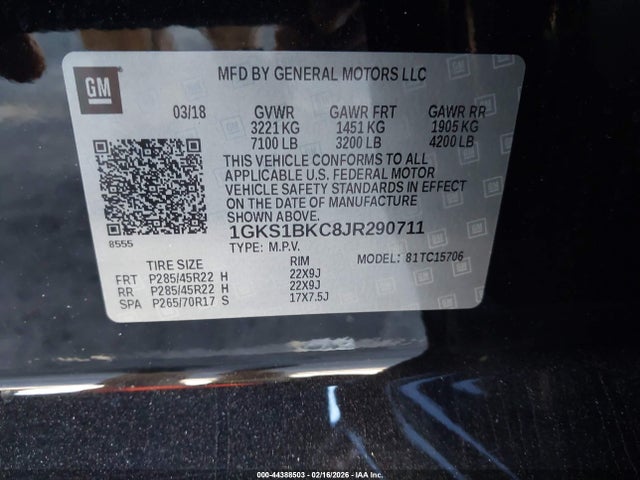 GM
MFD BY GENERAL MOTORS LLC
03/18 GVWR GAWR FRT GAWR RR
3221 KG 1451 KG 1905 KG
7100 LB 3200 LB 4200 LB
THIS VEHICLE CONFORMS TO ALL
APPLICABLE U.S. FEDERAL MOTOR
VEHICLE SAFETY STANDARDS IN EFFECT
ON THE DATE OF MANUFACTURE
SHOWN ABOVE.
1GKS1BKC8JR290711
8555
TYPE: M.P.V. MODEL: 81TC15706
TIRE SIZE RIM
FRT P285/45R22 H 22X9J
RR P285/45R22 H 22X9J
SPA P265/70R17 S 17X7.5J
000-44388503 - 02/16/2026 - IAA Inc.